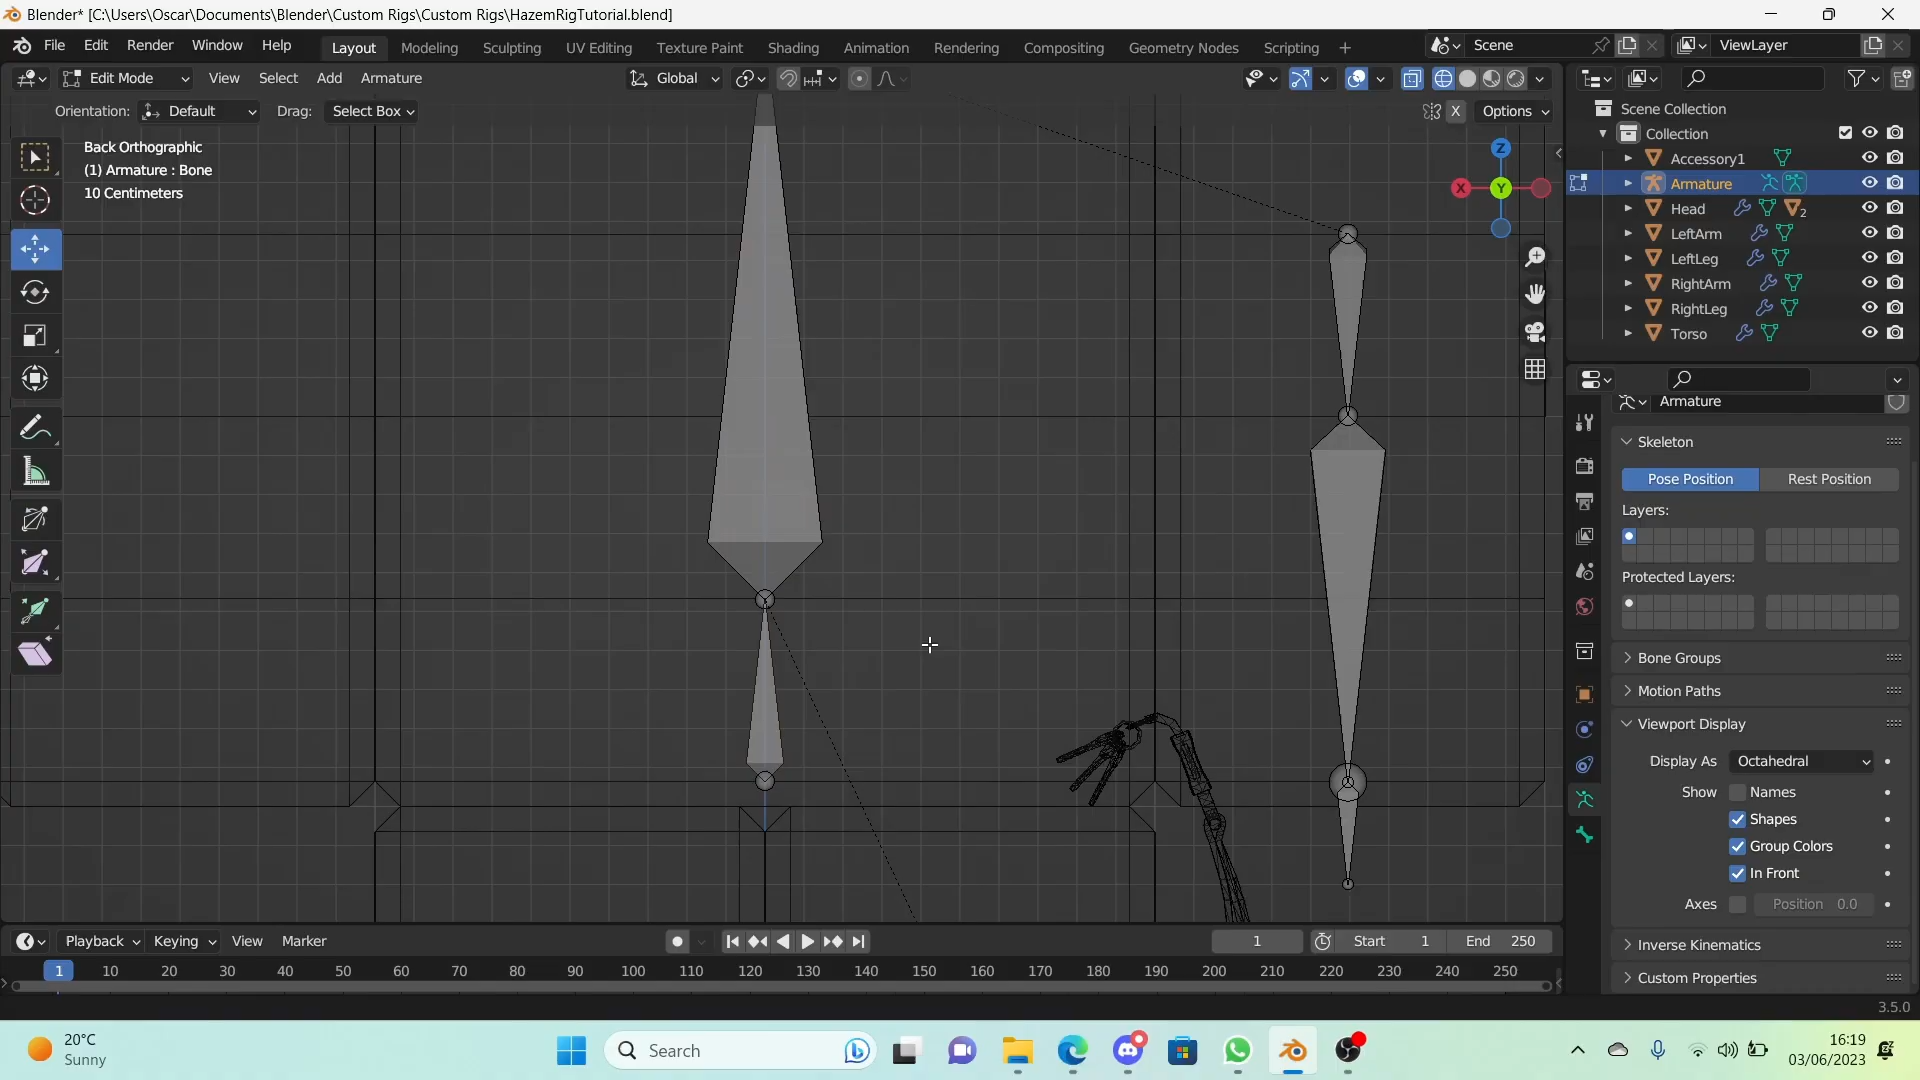 Blender* [C:\Users\Oscar\Documents\Blender\Custom Rigs\Custom Rigs\HazemRigTutorial.blend]
File Edit Render Window Help Layout Modeling Sculpting UV Editing Texture Paint Shading Animation Rendering Compositing Geometry Nodes Scripting + Scene ViewLayer
Edit Mode View Select Add Armature Global
Orientation: Default Drag: Select Box X Options
Back Orthographic
(1) Armature : Bone
10 Centimeters
Z
X
Y
Scene Collection
Collection
Accessory1
Armature
Head 2
LeftArm
LeftLeg
RightArm
RightLeg
Torso
Armature
Skeleton
Pose Position Rest Position
Layers:
Protected Layers:
Bone Groups
Motion Paths
Viewport Display
Display As Octahedral
Show Names
Shapes
Group Colors
In Front
Axes Position 0.0
Inverse Kinematics
Custom Properties
Playback Keying View Marker 1 Start 1 End 250
1 10 20 30 40 50 60 70 80 90 100 110 120 130 140 150 160 170 180 190 200 210 220 230 240 250
3.5.0
20°C
Sunny
Search
16:19
03/06/2023